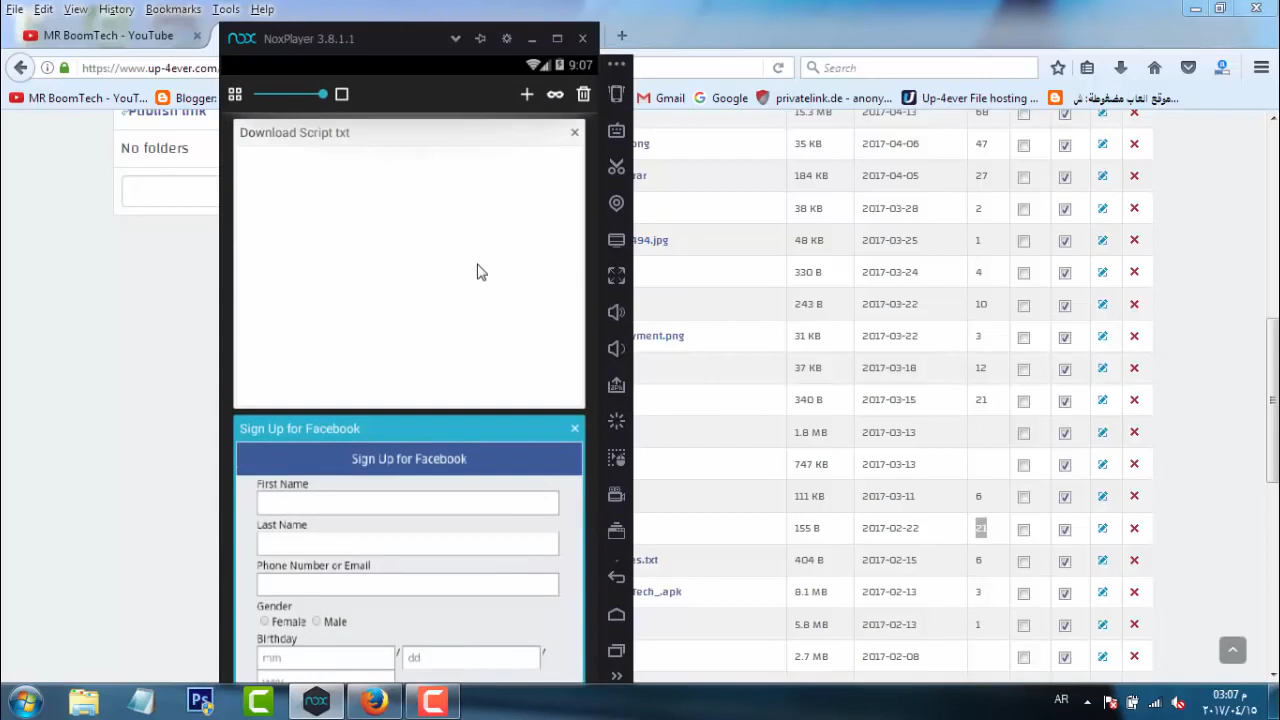 File Edit View History Bookmarks Tools Help
MR BoomTech - YouTube
NoxPlayer 3.8.1.1
https://www.up-4ever.com
Search
MR BoomTech - YouT...
Blogger:
Gmail
Google
privatelink.de - anony...
Up-4ever File hosting ...
موقع العاب مضغوطة: ش...
9:07
Publish link
No folders
Download Script txt
Sign Up for Facebook
Sign Up for Facebook
First Name
Last Name
Phone Number or Email
Gender
Female Male
Birthday
mm / dd /
15.3 MB 2017-04-13 68
ong 35 KB 2017-04-06 47
rar 184 KB 2017-04-05 27
38 KB 2017-03-28 2
494.jpg 48 KB 2017-03-25 1
330 B 2017-03-24 4
243 B 2017-03-22 10
yment.png 31 KB 2017-03-22 3
37 KB 2017-03-18 12
340 B 2017-03-15 21
1.8 MB 2017-03-13
747 KB 2017-03-13
111 KB 2017-03-11 6
155 B 2017-02-22
es.txt 404 B 2017-02-15 6
Tech_.apk 8.1 MB 2017-02-13 3
5.8 MB 2017-02-13 1
2.7 MB 2017-02-08
AR
03:07 م
٢٠١٧/٠٤/١٥